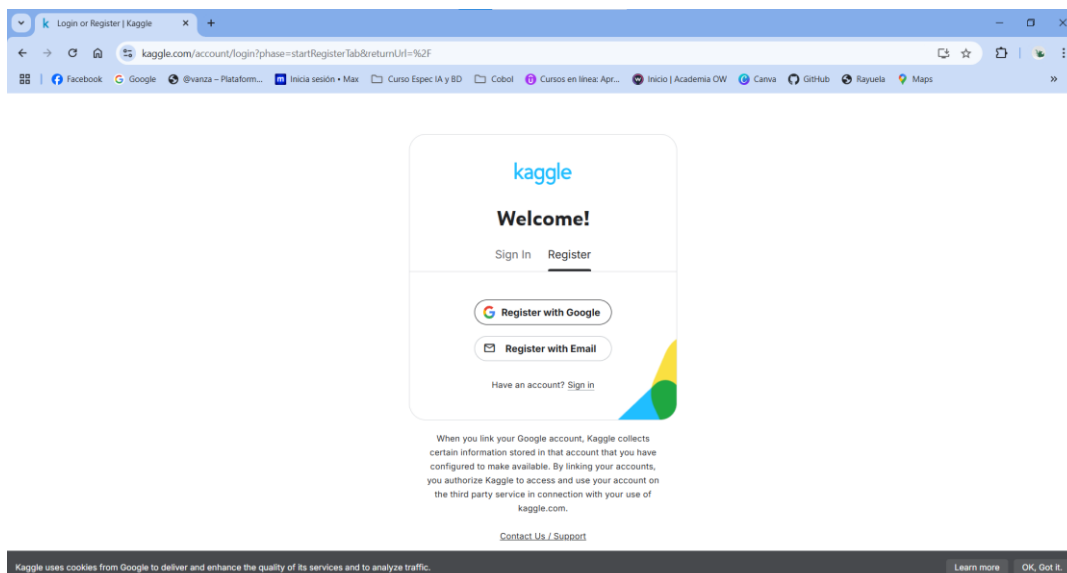 Login or Register | Kaggle
kaggle.com/account/login?phase=startRegisterTab&returnUrl=%2F
Facebook Google @vanza – Plataform... Inicia sesión • Max Curso Espec IA y BD Cobol Cursos en línea: Apr... Inicio | Academia OW Canva GitHub Rayuela Maps »
kaggle
Welcome!
Sign In Register
Register with Google
Register with Email
Have an account? Sign in
When you link your Google account, Kaggle collects
certain information stored in that account that you have
configured to make available. By linking your accounts,
you authorize Kaggle to access and use your account on
the third party service in connection with your use of
kaggle.com.
Contact Us / Support
Kaggle uses cookies from Google to deliver and enhance the quality of its services and to analyze traffic. Learn more OK, Got it.